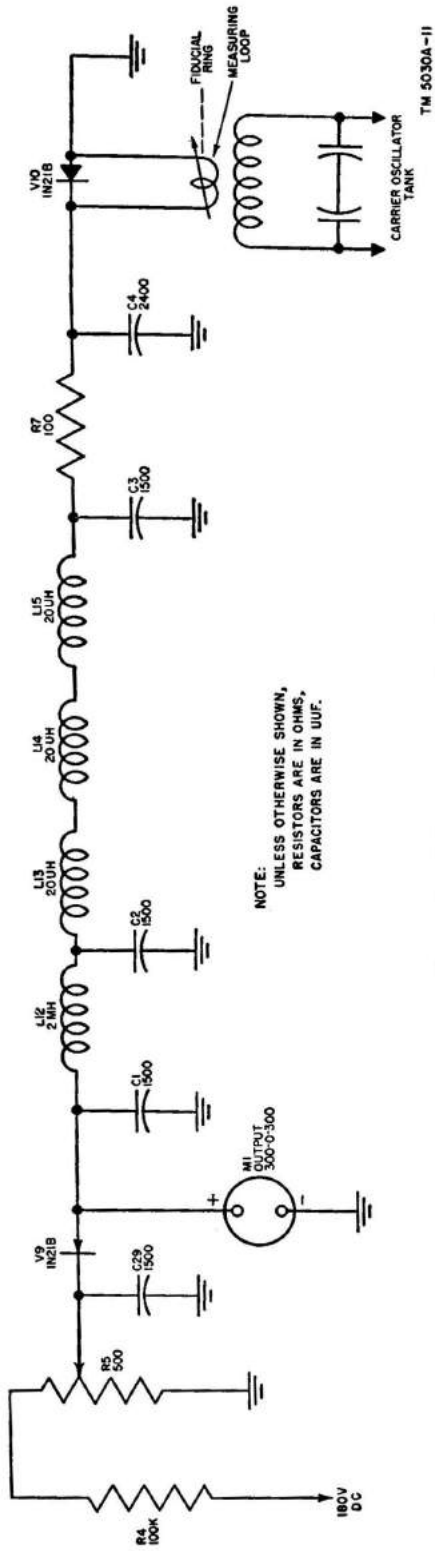 R4
100K
180V
DC
R5
500
C29
1500
V9
1N21B
M1
OUTPUT
300-0-300
+
-
C1
1500
L12
2 MH
C2
1500
L13
20UH
L14
20UH
L15
20UH
C3
1500
R7
100
C4
2400
V10
1N21B
FIDUCIAL
RING
MEASURING
LOOP
CARRIER OSCILLATOR
TANK
NOTE:
UNLESS OTHERWISE SHOWN,
RESISTORS ARE IN OHMS,
CAPACITORS ARE IN UUF.
TM 5030A-11